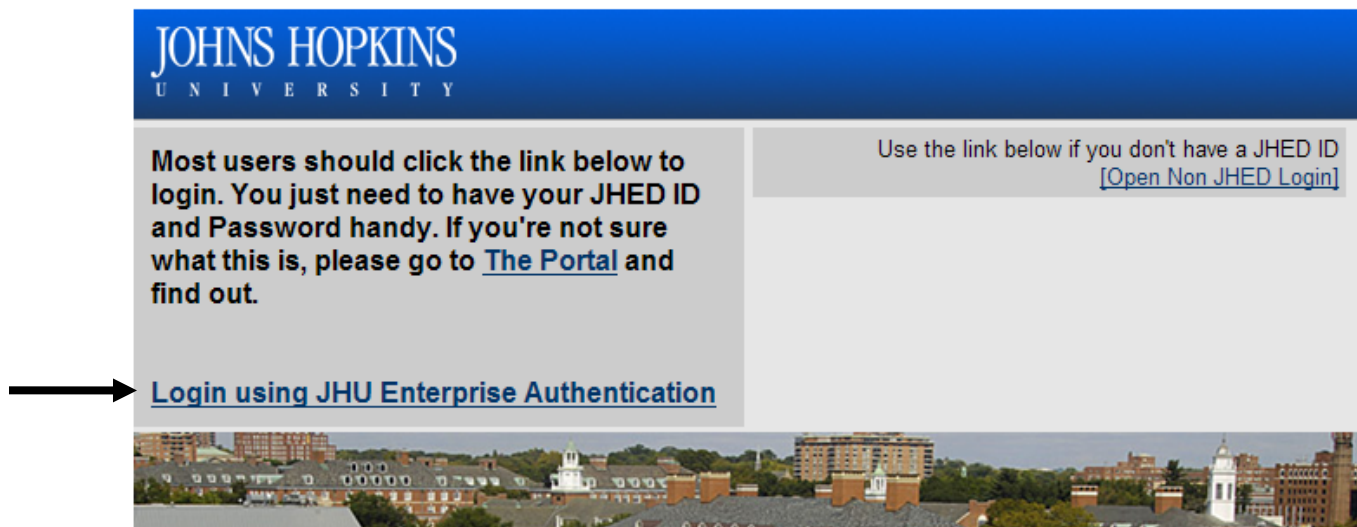 JOHNS HOPKINS
UNIVERSITY
Most users should click the link below to
login. You just need to have your JHED ID
and Password handy. If you're not sure
what this is, please go to The Portal and
find out.
Login using JHU Enterprise Authentication
Use the link below if you don't have a JHED ID
[Open Non JHED Login]